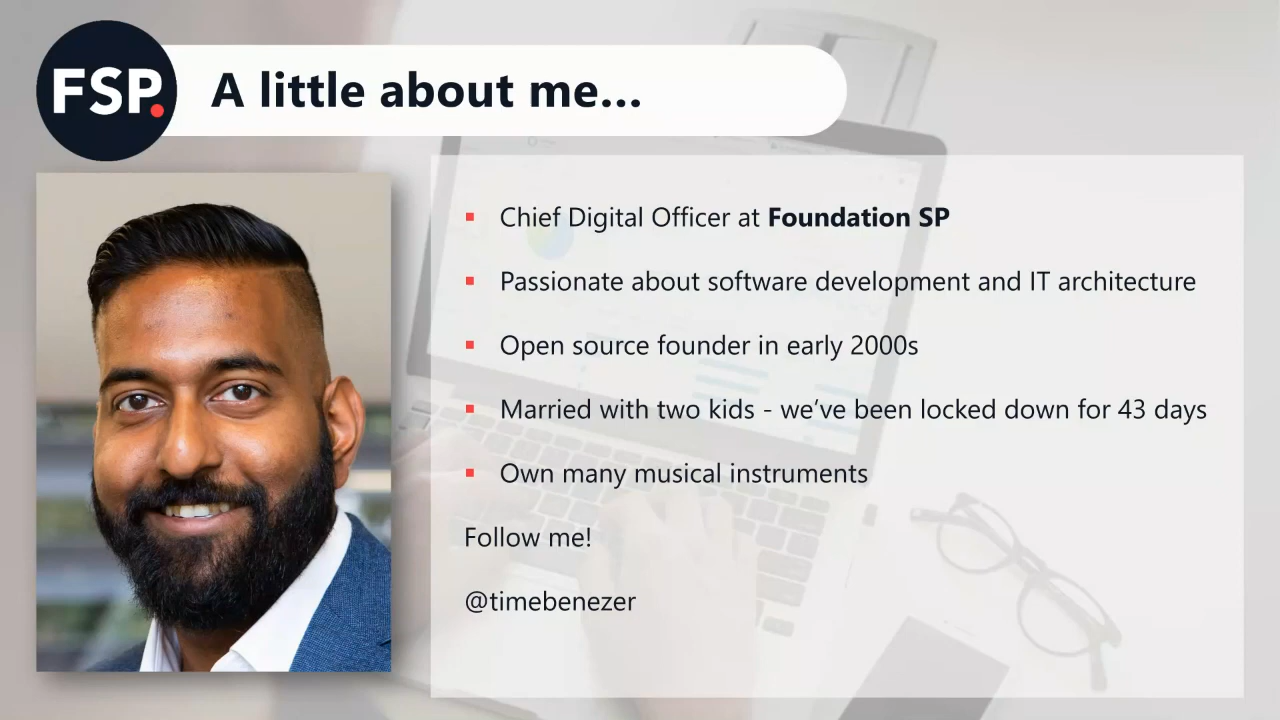 FSP.
A little about me...
Chief Digital Officer at Foundation SP
Passionate about software development and IT architecture
Open source founder in early 2000s
Married with two kids - we’ve been locked down for 43 days
Own many musical instruments
Follow me!
@timebenezer